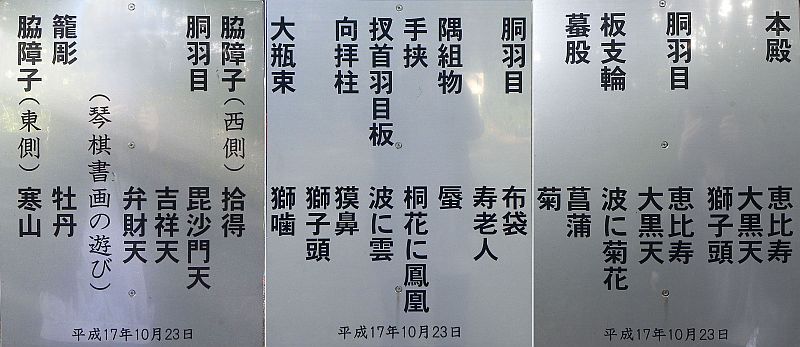 本殿 恵比寿
大黒天
獅子頭
胴羽目 恵比寿
大黒天
板支輪 波に菊花
蟇股 菖蒲
菊
平成17年10月23日
胴羽目 布袋
寿老人
隅組物 蜃
手挟 桐花に鳳凰
扠首羽目板 波に雲
向拝柱 獏鼻
獅子頭
大瓶束 獅噛
平成17年10月23日
脇障子(西側) 拾得
胴羽目 毘沙門天
吉祥天
弁財天
(琴棋書画の遊び)
籠彫 牡丹
脇障子(東側) 寒山
平成17年10月23日